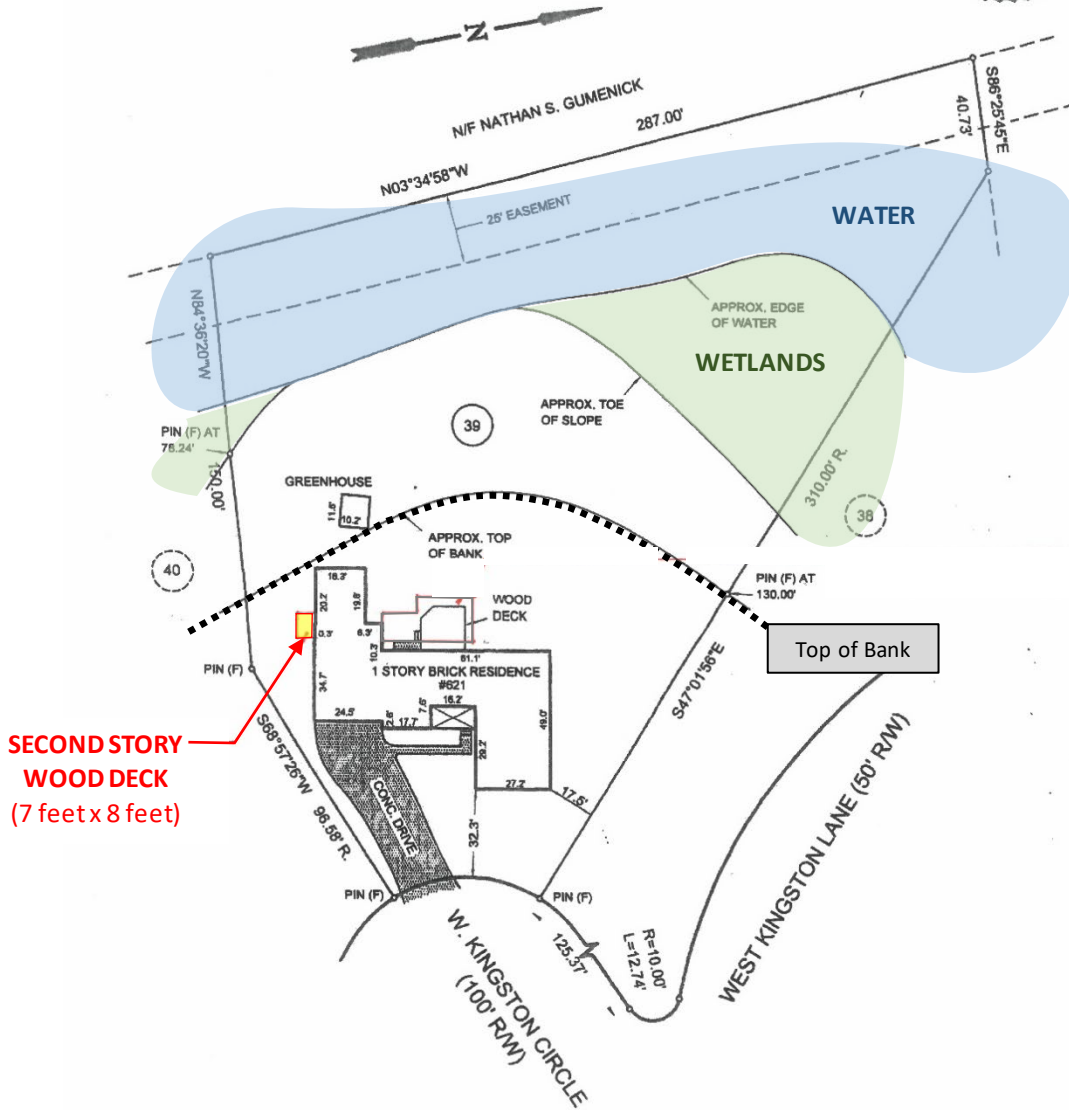 N
N/F NATHAN S. GUMENICK
287.00'
S86°25'45"E
40.73'
N03°34'58"W
25' EASEMENT
WATER
N84°36'20"W
APPROX. EDGE
OF WATER
WETLANDS
APPROX. TOE
OF SLOPE
39
PIN (F) AT
76.24'
150.00'
310.00' R.
38
GREENHOUSE
11.5'
10.2'
APPROX. TOP
OF BANK
40
PIN (F) AT
130.00'
18.3'
20.2'
19.8'
WOOD
DECK
0.3'
6.3'
10.3'
61.1'
Top of Bank
1 STORY BRICK RESIDENCE
#621
PIN (F)
34.7'
7.6'
16.2'
S47°01'56"E
24.5'
2.6'
17.7'
49.0'
29.2'
SECOND STORY
WOOD DECK
(7 feet x 8 feet)
S68°57'26"W 96.58' R.
CONC. DRIVE
27.2'
17.5'
32.3'
WEST KINGSTON LANE (50' R/W)
PIN (F)
PIN (F)
125.37'
R=10.00'
L=12.74'
W. KINGSTON CIRCLE
(100' R/W)